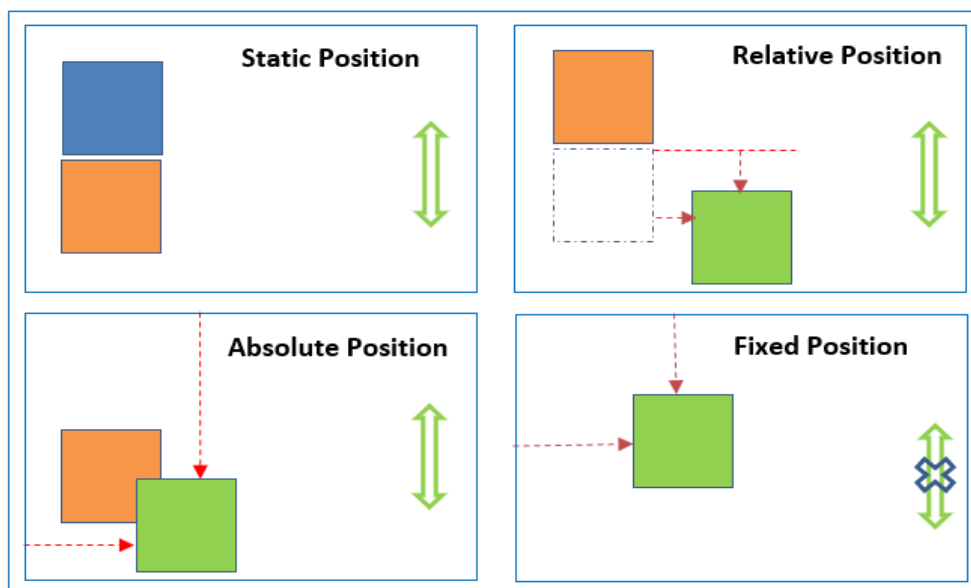 Static Position
Relative Position
Absolute Position
Fixed Position